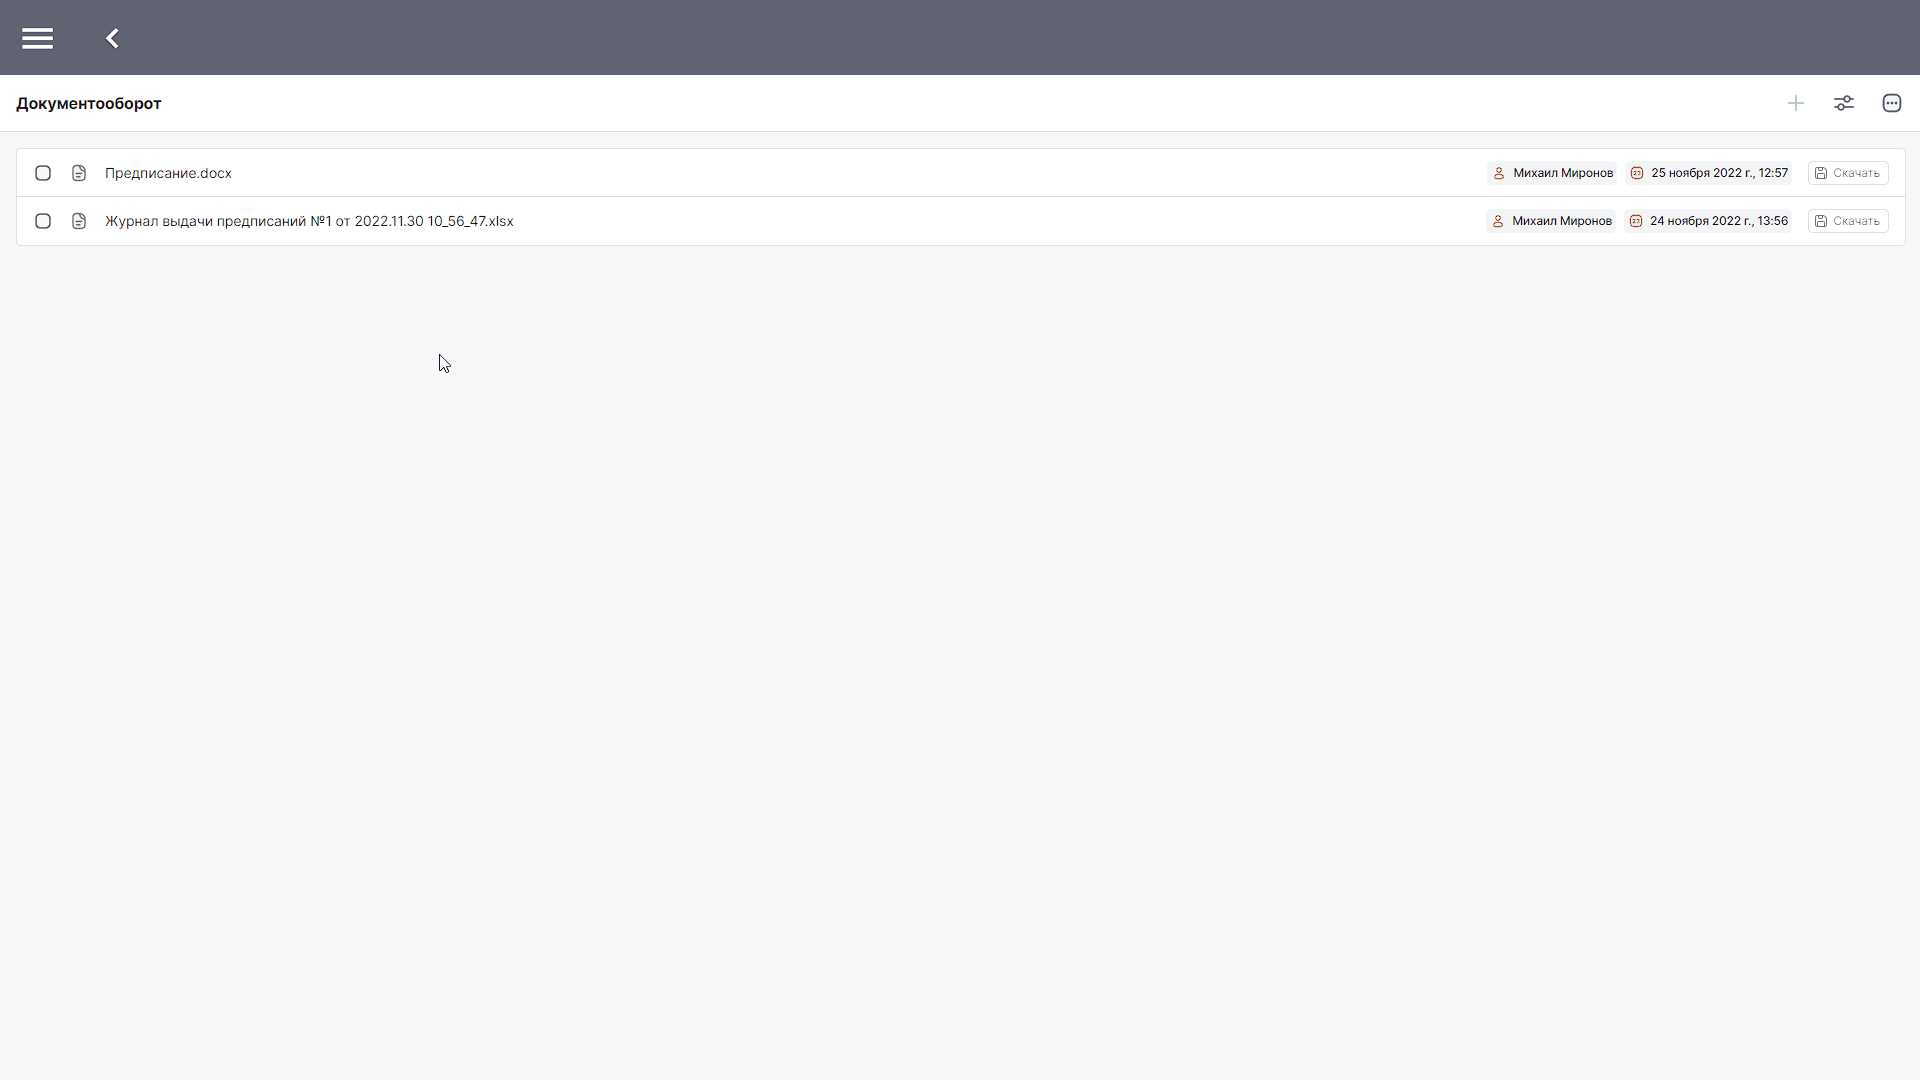 Документооборот
Предписание.docx Михаил Миронов 25 ноября 2022 г., 12:57 Скачать
Журнал выдачи предписаний №1 от 2022.11.30 10_56_47.xlsx Михаил Миронов 24 ноября 2022 г., 13:56 Скачать